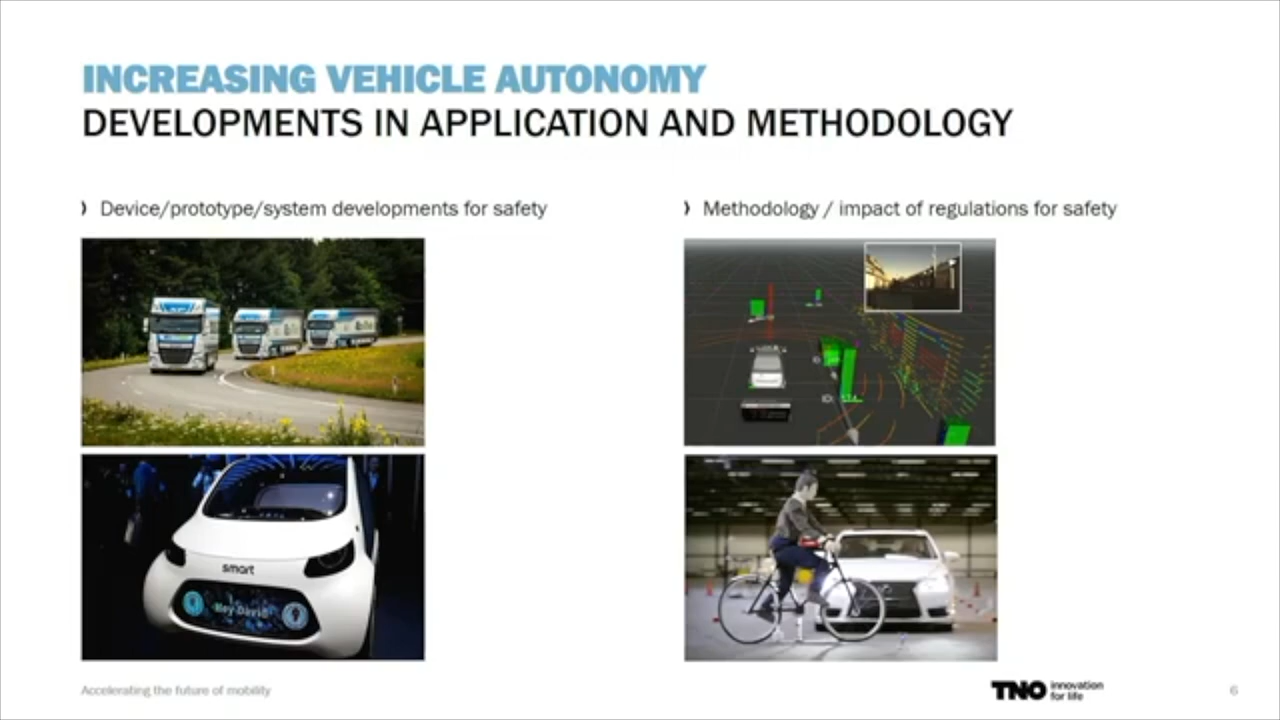 INCREASING VEHICLE AUTONOMY
DEVELOPMENTS IN APPLICATION AND METHODOLOGY
Device/prototype/system developments for safety
Methodology / impact of regulations for safety
smart
Hey David
Accelerating the future of mobility
TNO innovation
for life
6